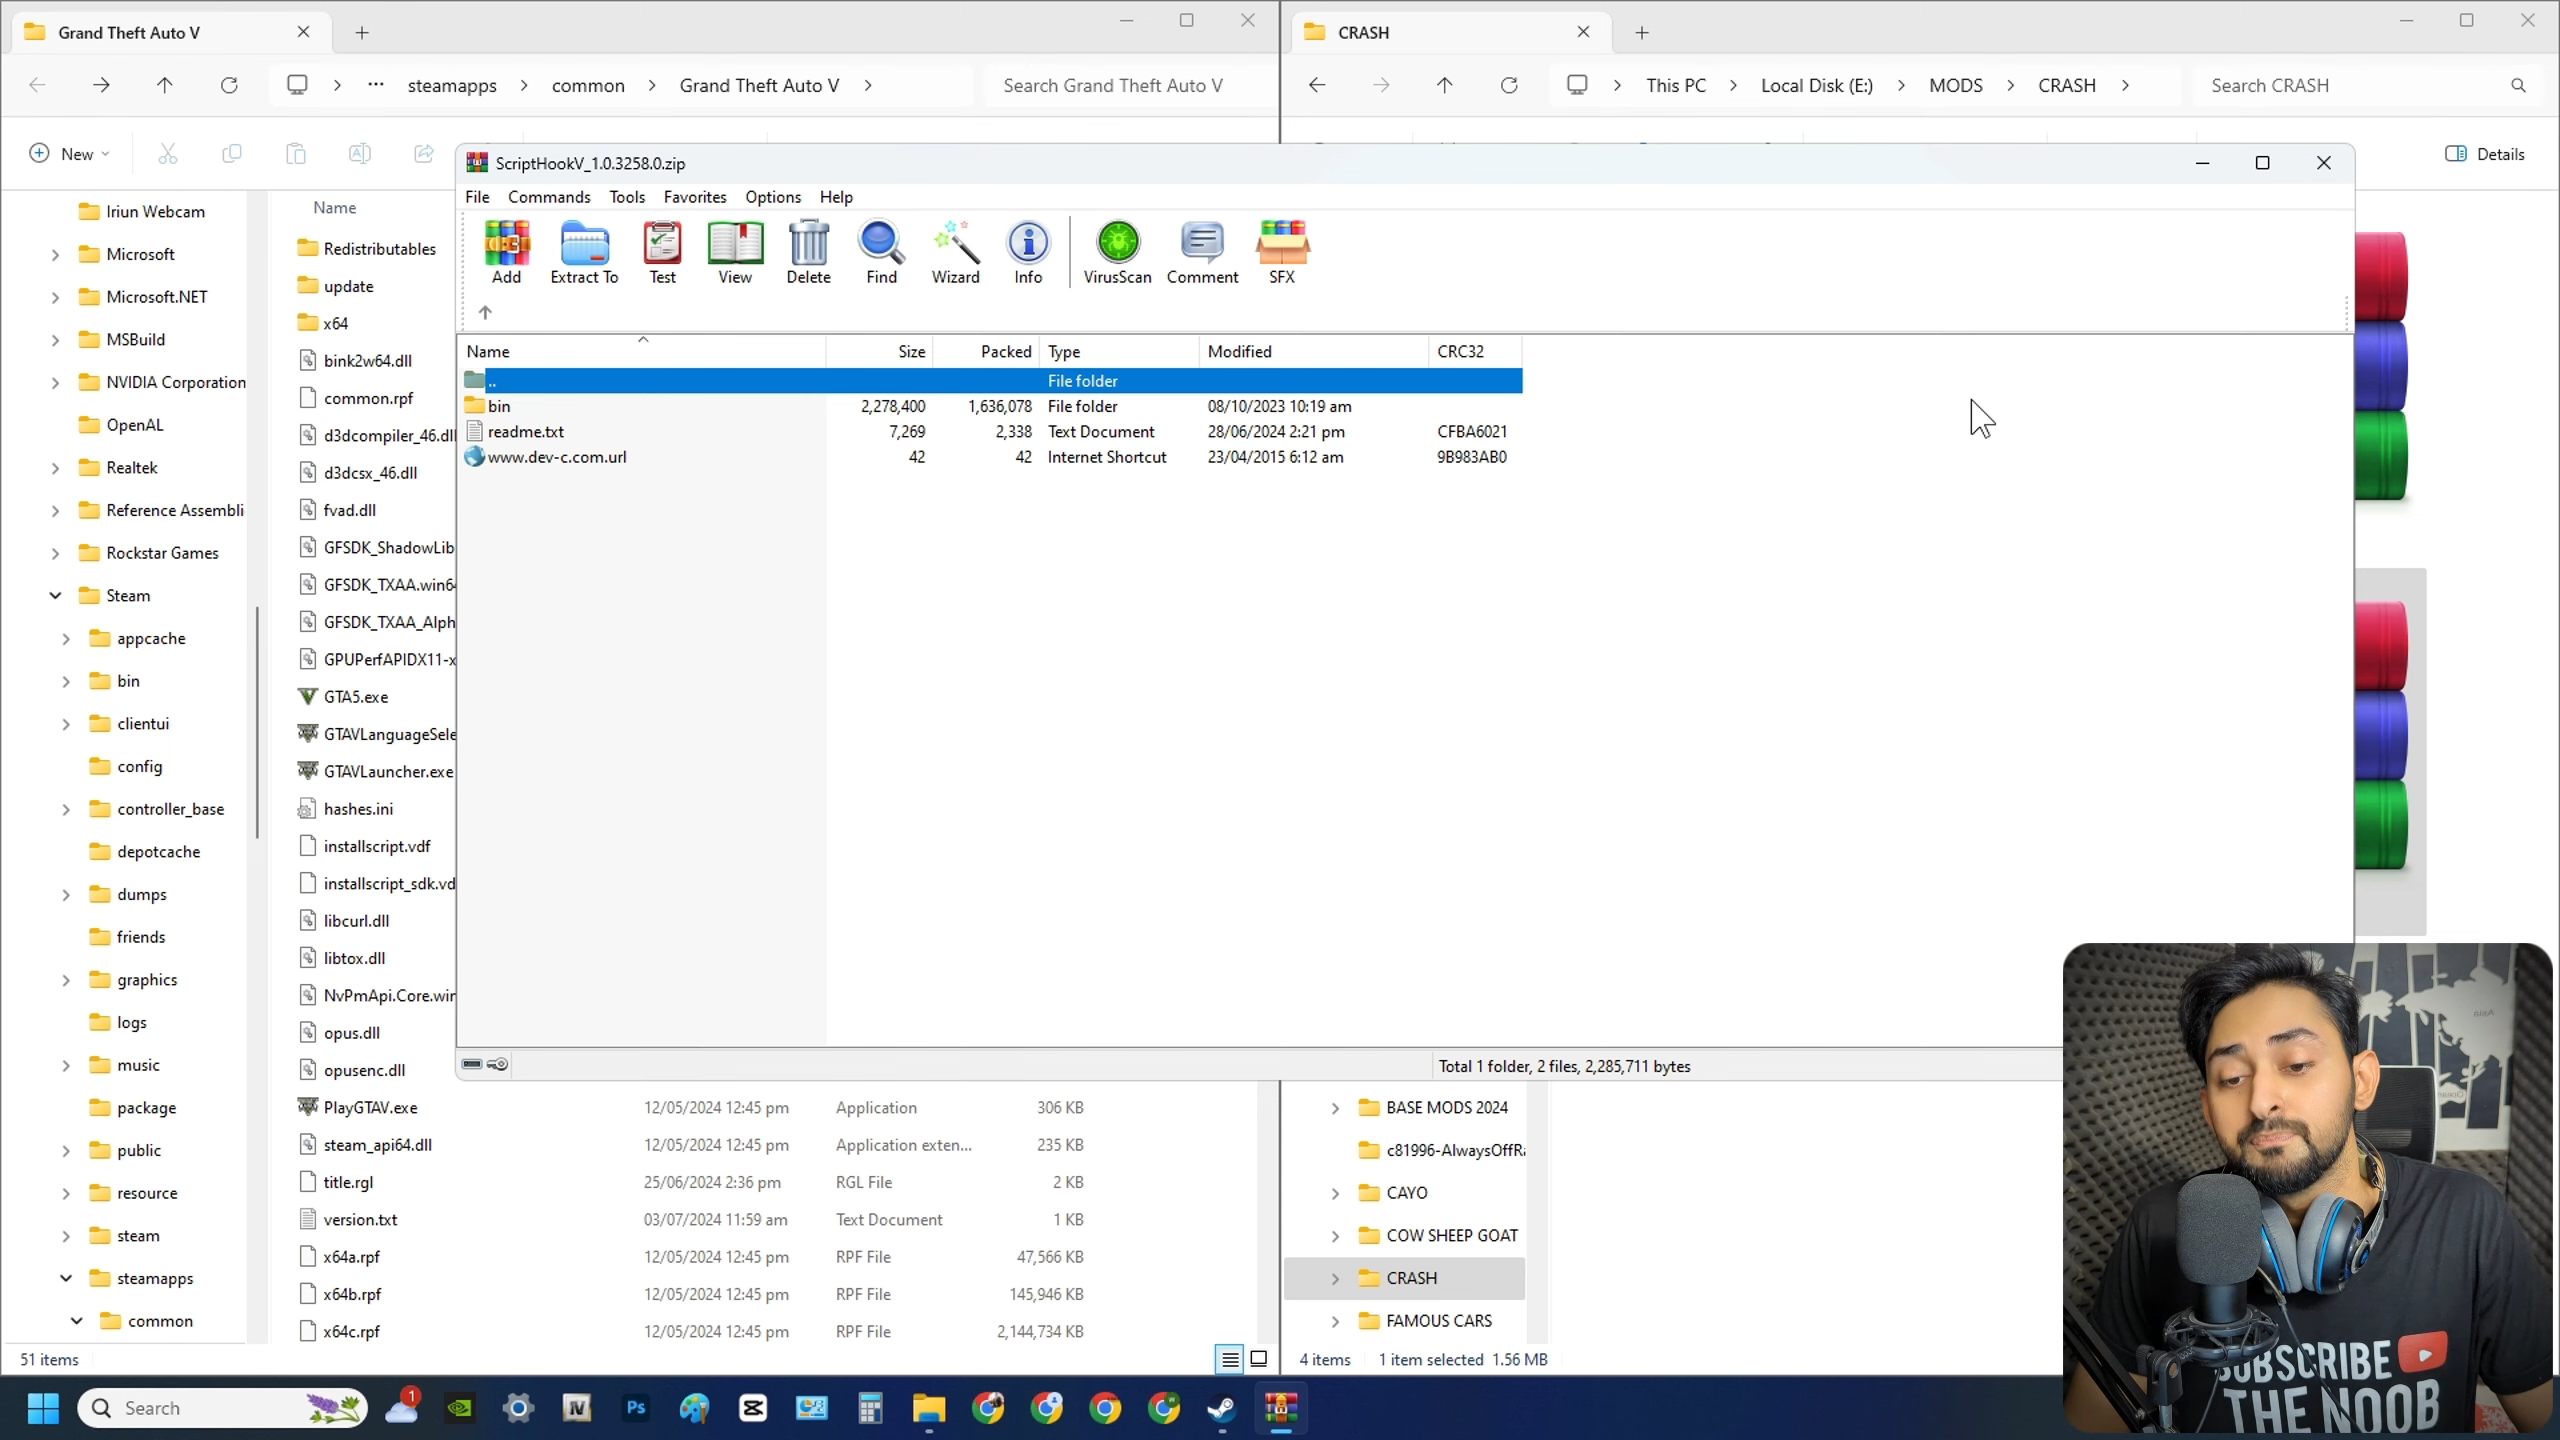 Grand Theft Auto V
steamapps
common
Grand Theft Auto V
Search Grand Theft Auto V
New
Iriun Webcam
Microsoft
Microsoft.NET
MSBuild
NVIDIA Corporation
OpenAL
Realtek
Reference Assembli
Rockstar Games
Steam
appcache
bin
clientui
config
controller_base
depotcache
dumps
friends
graphics
logs
music
package
public
resource
steam
steamapps
common
51 items
Name
Redistributables
update
x64
bink2w64.dll
common.rpf
d3dcompiler_46.dll
d3dcsx_46.dll
fvad.dll
GFSDK_ShadowLib
GFSDK_TXAA.win64
GFSDK_TXAA_Alph
GPUPerfAPIDX11-x
GTA5.exe
GTAVLanguageSele
GTAVLauncher.exe
hashes.ini
installscript.vdf
installscript_sdk.vd
libcurl.dll
libtox.dll
NvPmApi.Core.win
opus.dll
opusenc.dll
PlayGTAV.exe 12/05/2024 12:45 pm Application 306 KB
steam_api64.dll 12/05/2024 12:45 pm Application exten... 235 KB
title.rgl 25/06/2024 2:36 pm RGL File 2 KB
version.txt 03/07/2024 11:59 am Text Document 1 KB
x64a.rpf 12/05/2024 12:45 pm RPF File 47,566 KB
x64b.rpf 12/05/2024 12:45 pm RPF File 145,946 KB
x64c.rpf 12/05/2024 12:45 pm RPF File 2,144,734 KB
ScriptHookV_1.0.3258.0.zip
File Commands Tools Favorites Options Help
Add Extract To Test View Delete Find Wizard Info VirusScan Comment SFX
Name Size Packed Type Modified CRC32
.. File folder
bin 2,278,400 1,636,078 File folder 08/10/2023 10:19 am
readme.txt 7,269 2,338 Text Document 28/06/2024 2:21 pm CFBA6021
www.dev-c.com.url 42 42 Internet Shortcut 23/04/2015 6:12 am 9B983AB0
Total 1 folder, 2 files, 2,285,711 bytes
CRASH
This PC
Local Disk (E:)
MODS
CRASH
Search CRASH
Details
BASE MODS 2024
c81996-AlwaysOffRa
CAYO
COW SHEEP GOAT
CRASH
FAMOUS CARS
4 items 1 item selected 1.56 MB
SUBSCRIBE
THE NOOB
Search
1
IV
Ps